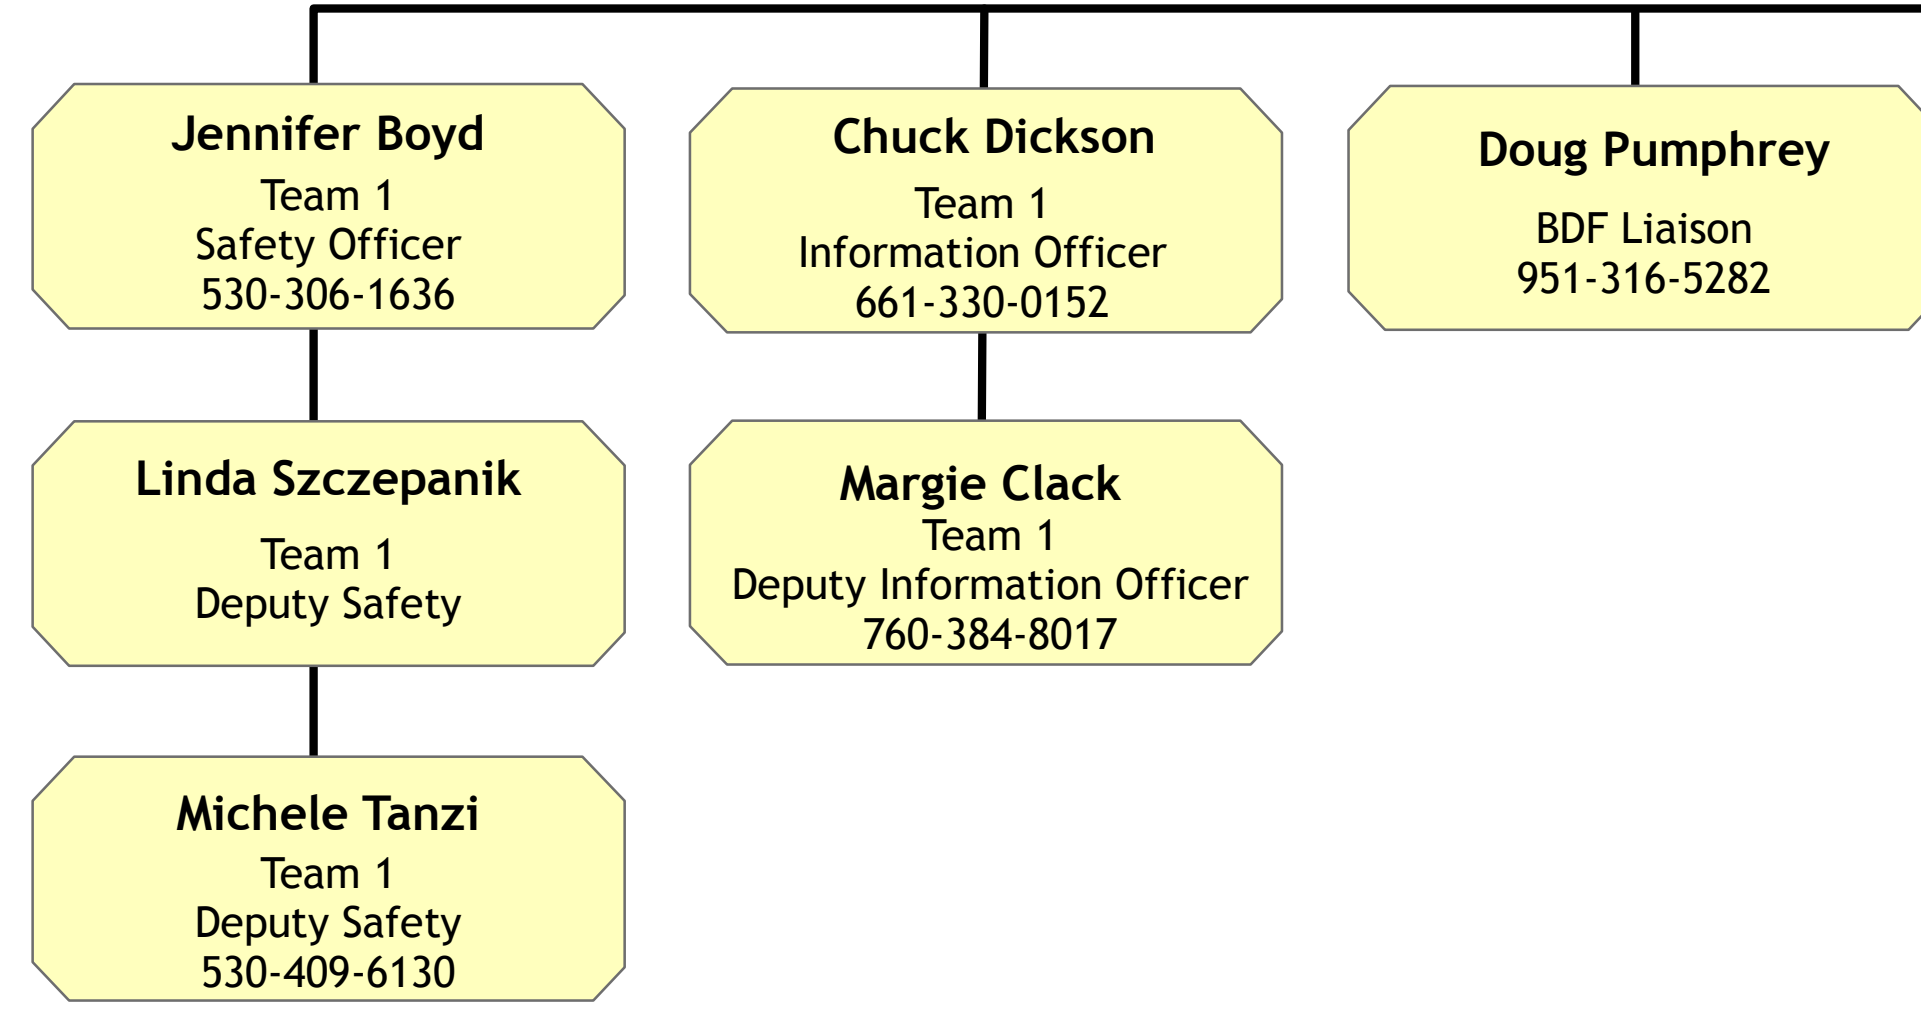 Jennifer Boyd
Team 1
Safety Officer
530-306-1636
Linda Szczepanik
Team 1
Deputy Safety
Michele Tanzi
Team 1
Deputy Safety
530-409-6130
Chuck Dickson
Team 1
Information Officer
661-330-0152
Margie Clack
Team 1
Deputy Information Officer
760-384-8017
Doug Pumphrey
BDF Liaison
951-316-5282